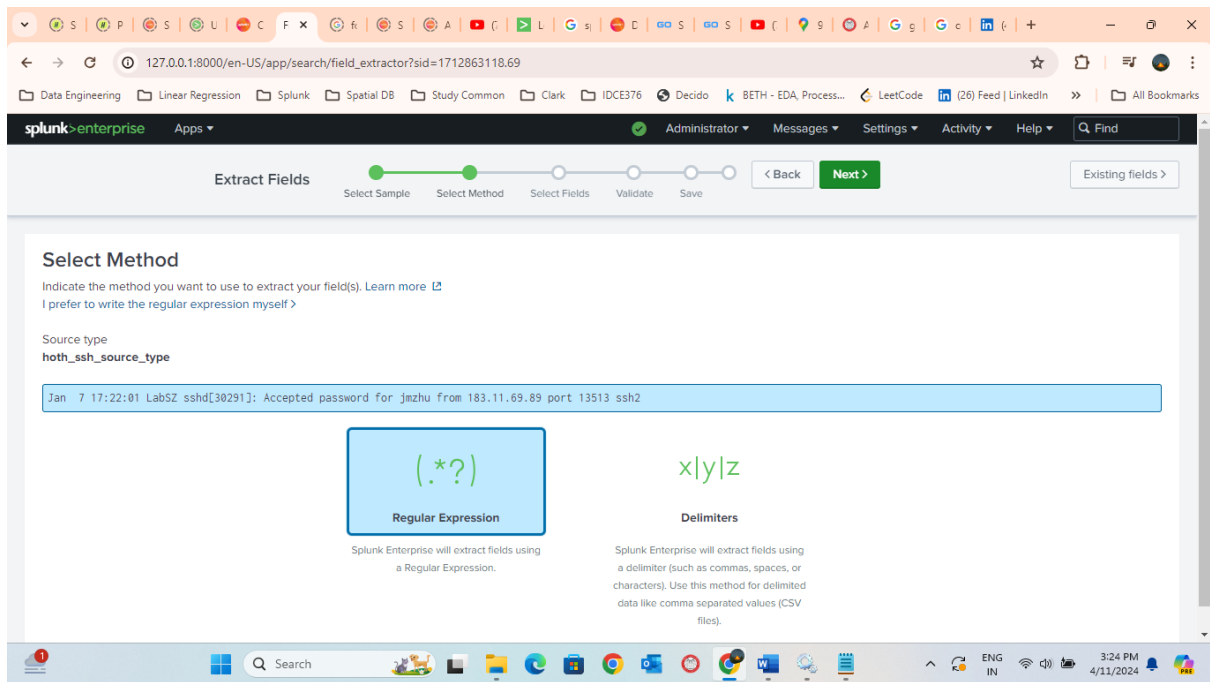 S
P
S
U
C
F
fi
S
A
(
L
G s
D
S
S
(
9
A
g
c
(
127.0.0.1:8000/en-US/app/search/field_extractor?sid=1712863118.69
Data Engineering Linear Regression Splunk Spatial DB Study Common Clark IDCE376 Decido BETH - EDA, Process... LeetCode (26) Feed | LinkedIn » All Bookmarks
splunk>enterprise Apps Administrator Messages Settings Activity Help Find
Extract Fields
Select Sample Select Method Select Fields Validate Save
< Back Next > Existing fields >
Select Method
Indicate the method you want to use to extract your field(s). Learn more
I prefer to write the regular expression myself >
Source type
hoth_ssh_source_type
Jan 7 17:22:01 LabSZ sshd[30291]: Accepted password for jmzhu from 183.11.69.89 port 13513 ssh2
(.*?) x|y|z
Regular Expression Delimiters
Splunk Enterprise will extract fields using
a Regular Expression.
Splunk Enterprise will extract fields using
a delimiter (such as commas, spaces, or
characters). Use this method for delimited
data like comma separated values (CSV
files).
1 Search ENG 3:24 PM
IN 4/11/2024
PRE